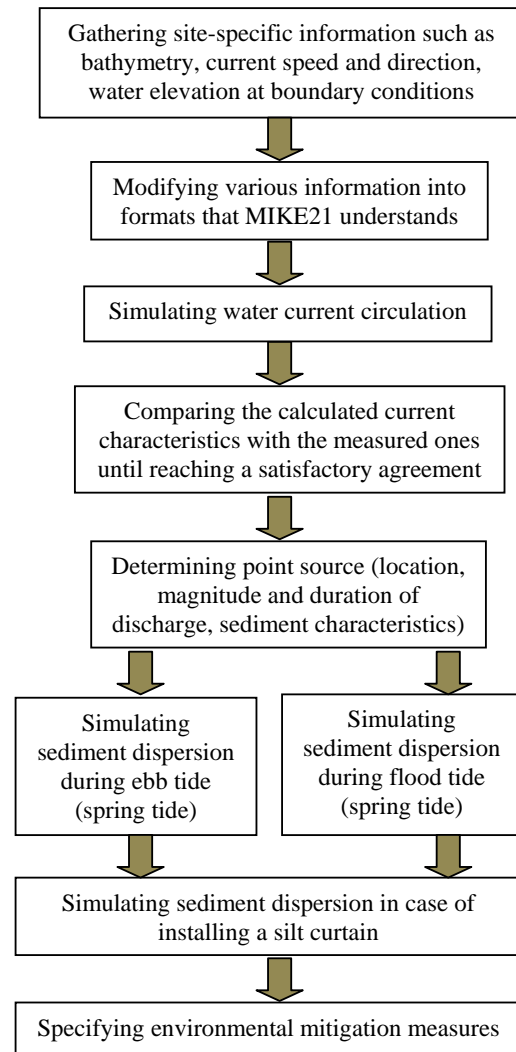 Gathering site-specific information such as
bathymetry, current speed and direction,
water elevation at boundary conditions
Modifying various information into
formats that MIKE21 understands
Simulating water current circulation
Comparing the calculated current
characteristics with the measured ones
until reaching a satisfactory agreement
Determining point source (location,
magnitude and duration of
discharge, sediment characteristics)
Simulating
sediment dispersion
during ebb tide
(spring tide)
Simulating
sediment dispersion
during flood tide
(spring tide)
Simulating sediment dispersion in case of
installing a silt curtain
Specifying environmental mitigation measures